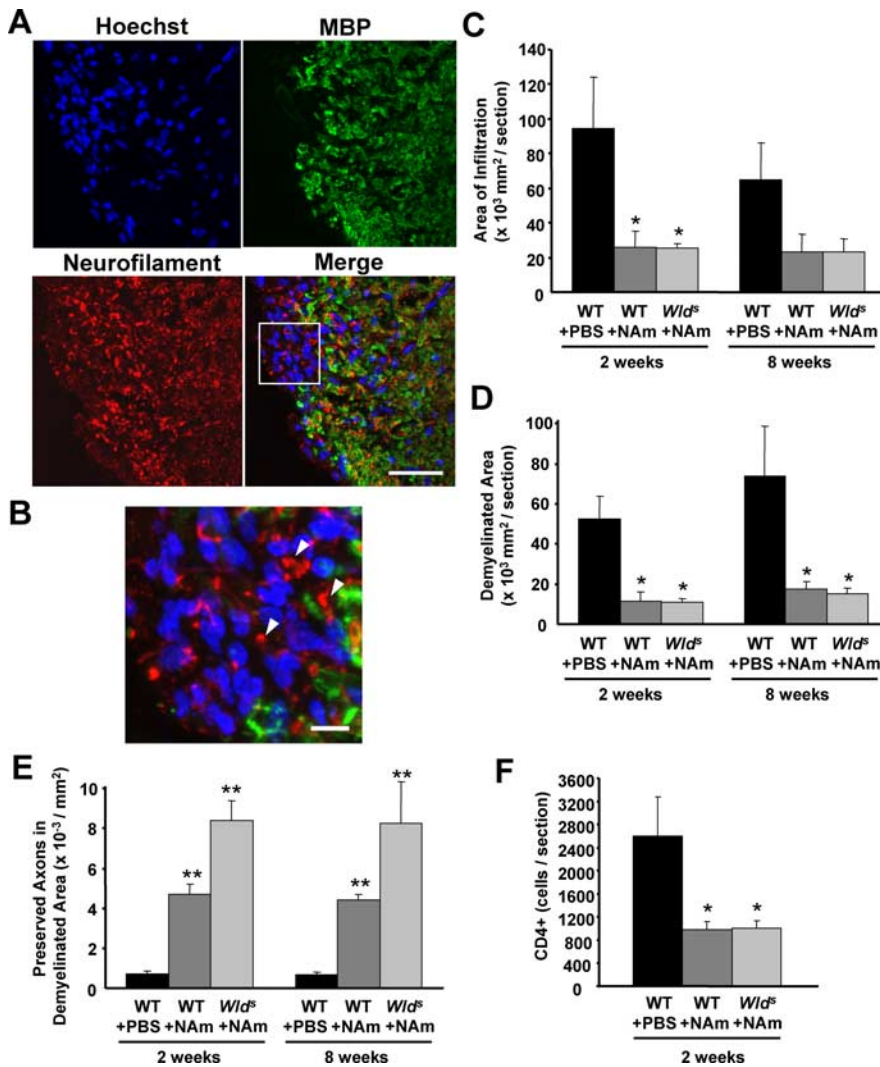 A
Hoechst
MBP
Neurofilament
Merge
B
C
Area of Infiltration
(x 10³ mm² / section)
140
120
100
80
60
40
20
0
*
*
WT WT Wldˢ
+PBS +NAm +NAm
2 weeks
WT WT Wldˢ
+PBS +NAm +NAm
8 weeks
D
Demyelinated Area
(x 10³ mm² / section)
100
80
60
40
20
0
*
*
*
*
WT WT Wldˢ
+PBS +NAm +NAm
2 weeks
WT WT Wldˢ
+PBS +NAm +NAm
8 weeks
E
Preserved Axons in
Demyelinated Area (x 10⁻³ / mm²)
10
8
6
4
2
0
**
**
**
**
WT WT Wldˢ
+PBS +NAm +NAm
2 weeks
WT WT Wldˢ
+PBS +NAm +NAm
8 weeks
F
CD4+ (cells / section)
3600
3200
2800
2400
2000
1600
1200
800
400
0
*
*
WT WT Wldˢ
+PBS +NAm +NAm
2 weeks